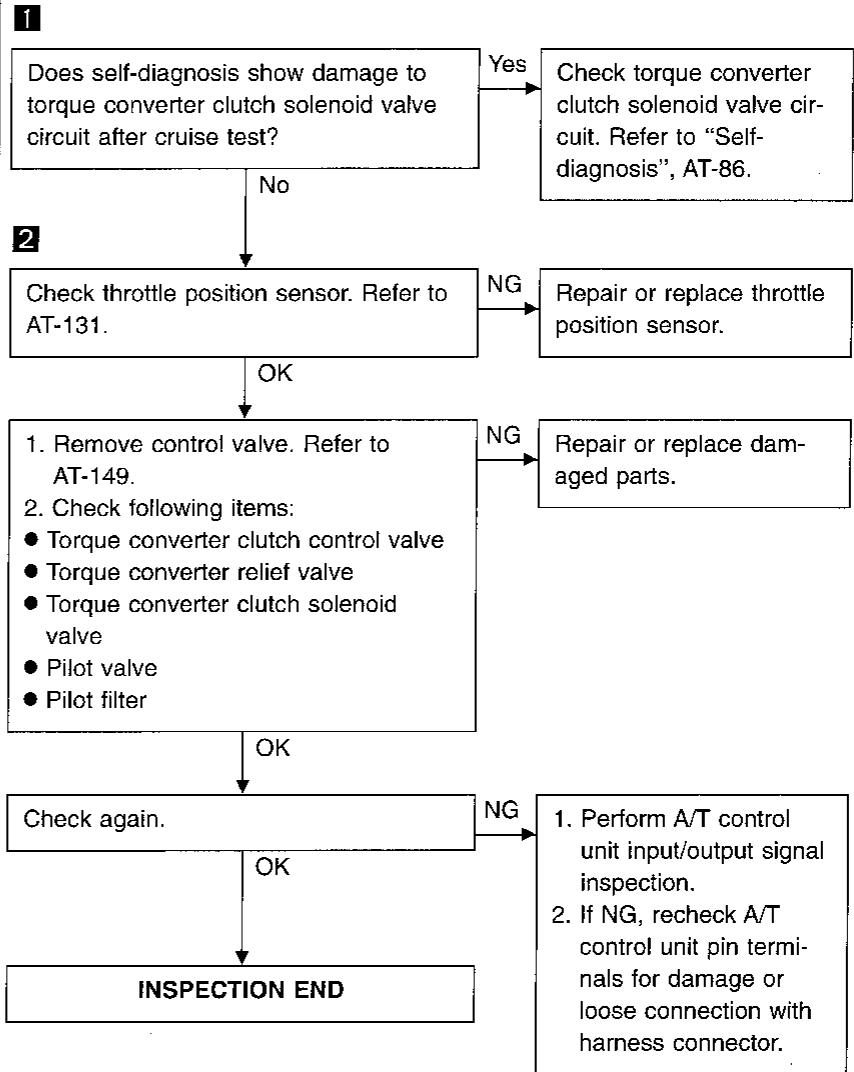 1
Does self-diagnosis show damage to
torque converter clutch solenoid valve
circuit after cruise test?
Yes
Check torque converter
clutch solenoid valve cir-
cuit. Refer to “Self-
diagnosis”, AT-86.
No
2
Check throttle position sensor. Refer to
AT-131.
NG
Repair or replace throttle
position sensor.
OK
1. Remove control valve. Refer to
AT-149.
2. Check following items:
● Torque converter clutch control valve
● Torque converter relief valve
● Torque converter clutch solenoid
valve
● Pilot valve
● Pilot filter
NG
Repair or replace dam-
aged parts.
OK
Check again.
NG
1. Perform A/T control
unit input/output signal
inspection.
2. If NG, recheck A/T
control unit pin termi-
nals for damage or
loose connection with
harness connector.
OK
INSPECTION END